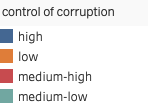 control of corruption
high
low
medium-high
medium-low